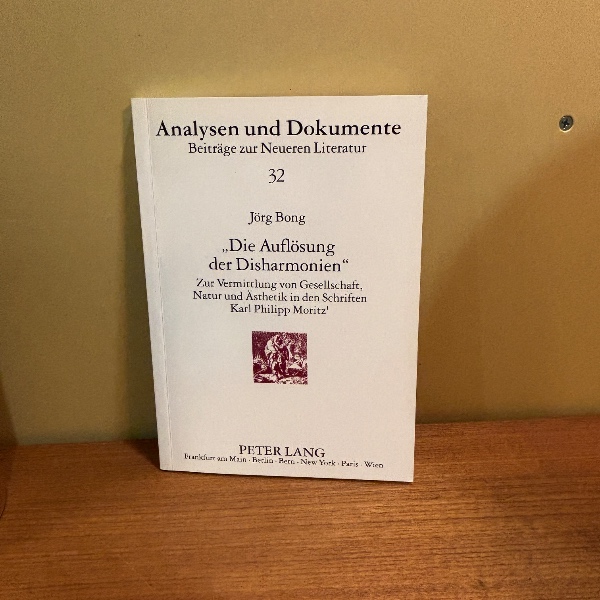 Analysen und Dokumente
Beiträge zur Neueren Literatur
32
Jörg Bong
„Die Auflösung
der Disharmonien“
Zur Vermittlung von Gesellschaft,
Natur und Ästhetik in den Schriften
Karl Philipp Moritz'
PETER LANG
Frankfurt am Main · Berlin · Bern · New York · Paris · Wien